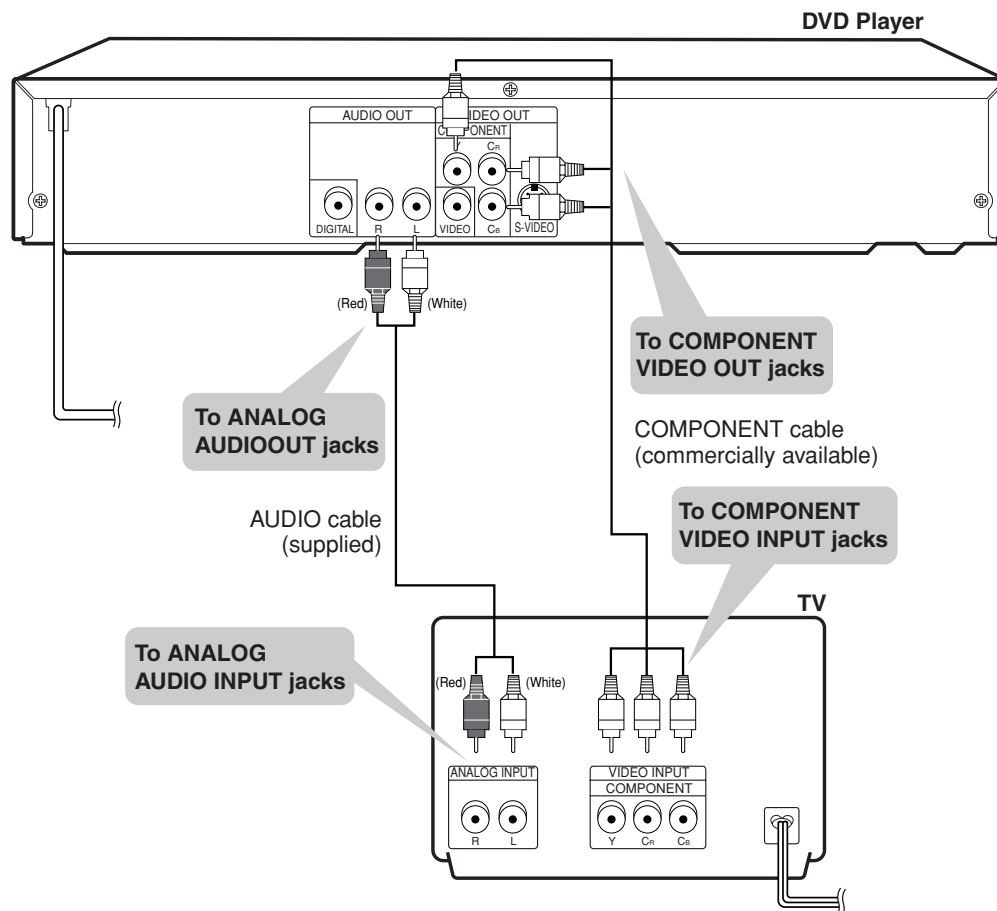 DVD Player
AUDIO OUT
VIDEO OUT
COMPONENT
Y
CR
DIGITAL
R
L
VIDEO
CB
S-VIDEO
(Red)
(White)
To COMPONENT
VIDEO OUT jacks
To ANALOG
AUDIOOUT jacks
COMPONENT cable
(commercially available)
AUDIO cable
(supplied)
To COMPONENT
VIDEO INPUT jacks
TV
To ANALOG
AUDIO INPUT jacks
(Red)
(White)
ANALOG INPUT
R
L
VIDEO INPUT
COMPONENT
Y
CR
CB